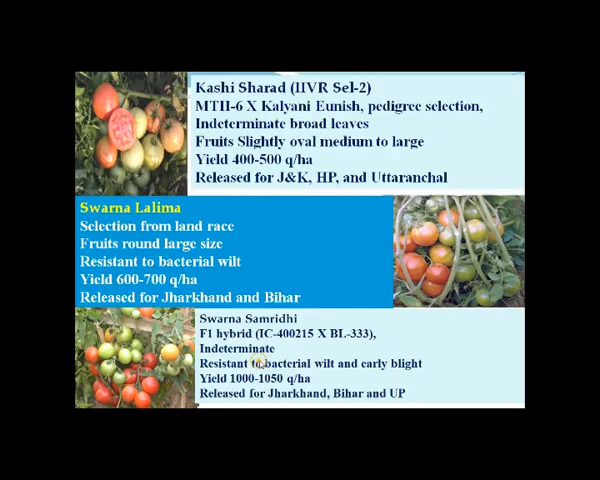 Kashi Sharad (IIVR Sel-2)
MTH-6 X Kalyani Eunish, pedigree selection,
Indeterminate broad leaves
Fruits Slightly oval medium to large
Yield 400-500 q/ha
Released for J&K, HP, and Uttaranchal
Swarna Lalima
Selection from land race
Fruits round large size
Resistant to bacterial wilt
Yield 600-700 q/ha
Released for Jharkhand and Bihar
Swarna Samridhi
F1 hybrid (IC-400215 X BL-333),
Indeterminate
Resistant to bacterial wilt and early blight
Yield 1000-1050 q/ha
Released for Jharkhand, Bihar and UP